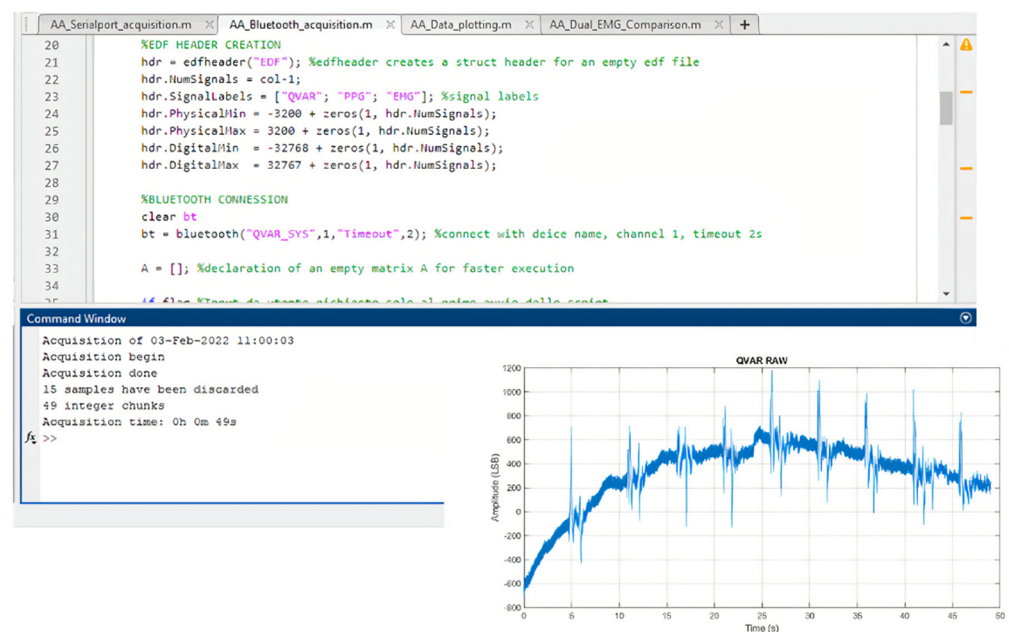 AA_Serialport_acquisition.m × AA_Bluetooth_acquisition.m × AA_Data_plotting.m × AA_Dual_EMG_Comparison.m × +
20 %EDF HEADER CREATION
21 hdr = edfheader("EDF"); %edfheader creates a struct header for an empty edf file
22 hdr.NumSignals = col-1;
23 hdr.SignalLabels = ["QVAR"; "PPG"; "EMG"]; %signal labels
24 hdr.PhysicalMin = -3200 + zeros(1, hdr.NumSignals);
25 hdr.PhysicalMax = 3200 + zeros(1, hdr.NumSignals);
26 hdr.DigitalMin = -32768 + zeros(1, hdr.NumSignals);
27 hdr.DigitalMax = 32767 + zeros(1, hdr.NumSignals);
28
29 %BLUETOOTH CONNESSION
30 clear bt
31 bt = bluetooth("QVAR_SYS",1,"Timeout",2); %connect with deice name, channel 1, timeout 2s
32
33 A = []; %declaration of an empty matrix A for faster execution
34
Command Window
Acquisition of 03-Feb-2022 11:00:03
Acquisition begin
Acquisition done
15 samples have been discarded
49 integer chunks
Acquisition time: 0h 0m 49s
fx >>
QVAR RAW
1200
1000
800
600
400
200
0
-200
-400
-600
-800
Amplitude (LSB)
0 5 10 15 20 25 30 35 40 45 50
Time (s)